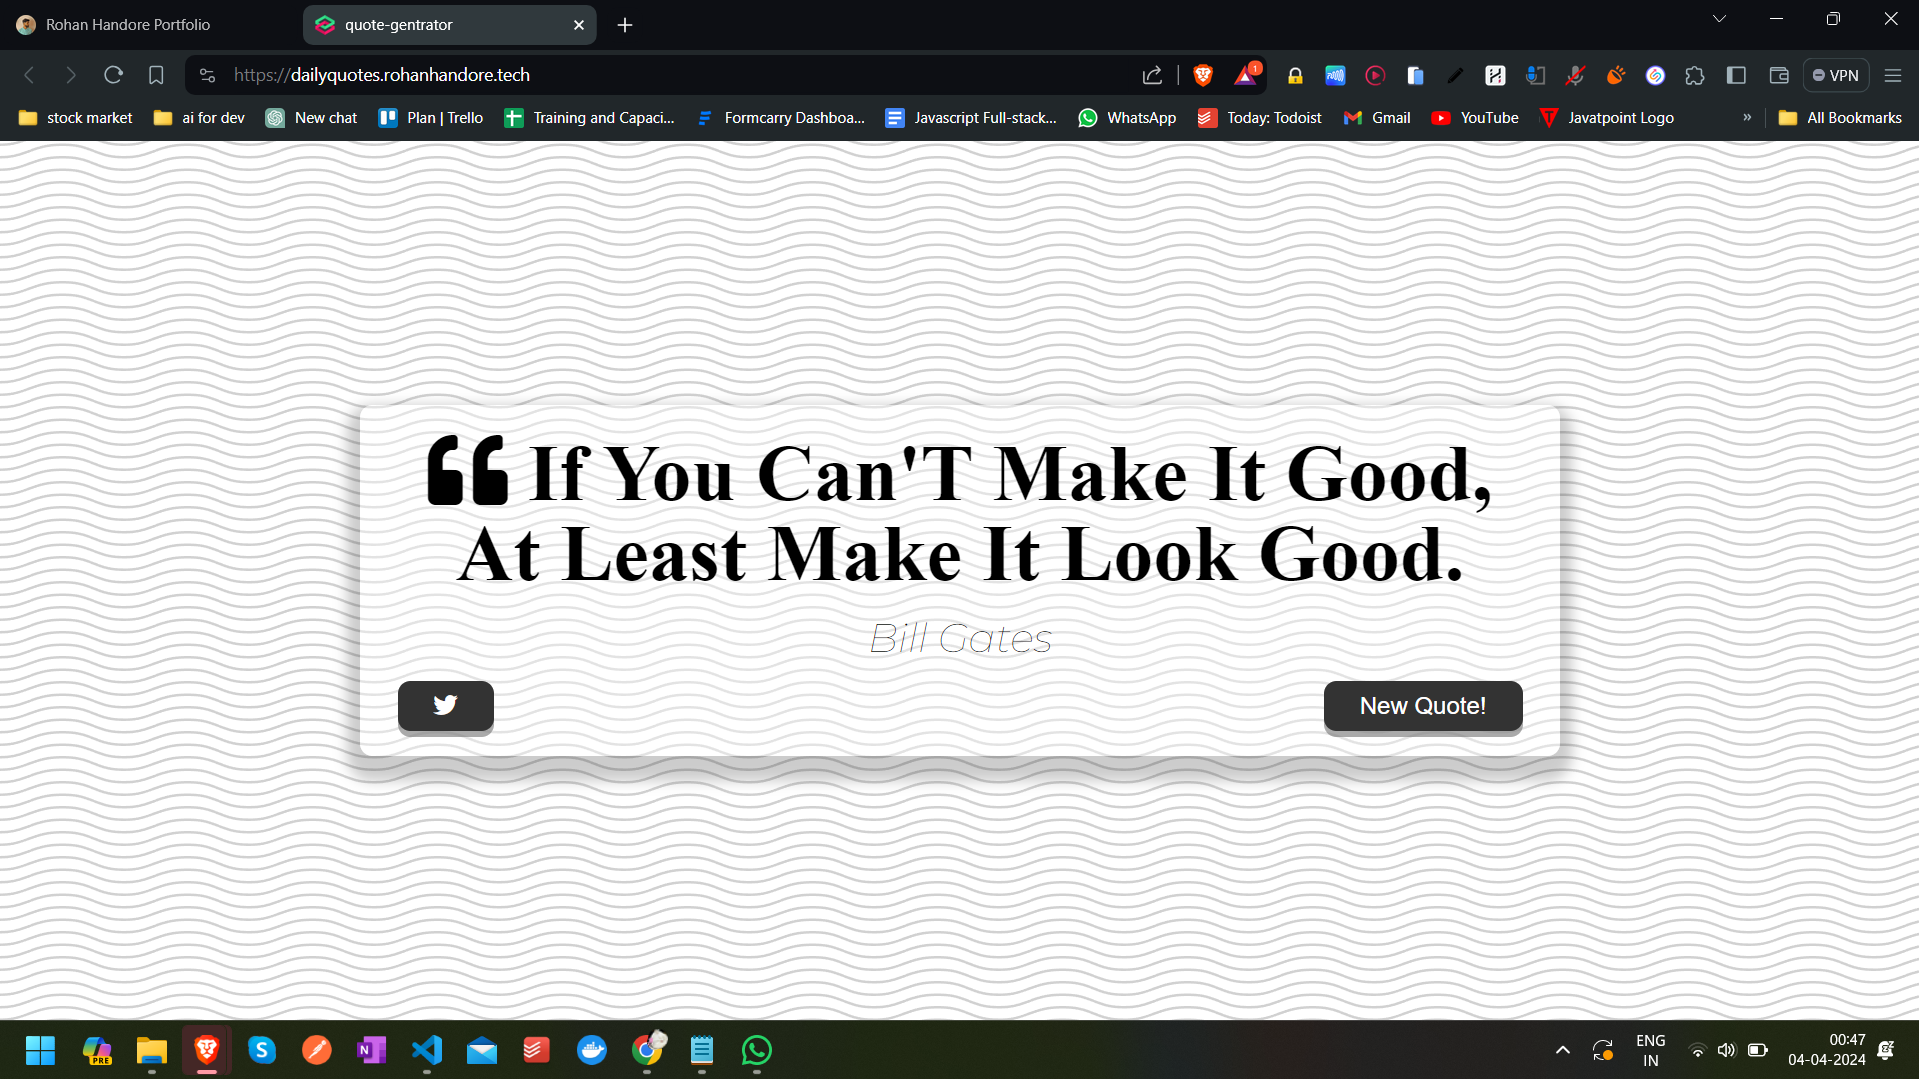 Rohan Handore Portfolio
quote-gentrator
https://dailyquotes.rohanhandore.tech
1
VPN
stock market
ai for dev
New chat
Plan | Trello
Training and Capaci...
Formcarry Dashboa...
Javascript Full-stack...
WhatsApp
Today: Todoist
Gmail
YouTube
Javatpoint Logo
»
All Bookmarks
If You Can'T Make It Good,
At Least Make It Look Good.
Bill Gates
New Quote!
PRE
S
N
ENG
IN
00:47
04-04-2024